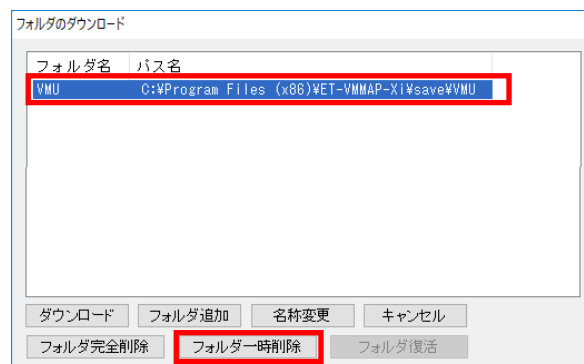 フォルダのダウンロード
フォルダ名 パス名
VMU C:¥Program Files (x86)¥ET-VMMAP-Xi¥save¥VMU
ダウンロード フォルダ追加 名称変更 キャンセル
フォルダ完全削除 フォルダ一時削除 フォルダ復活